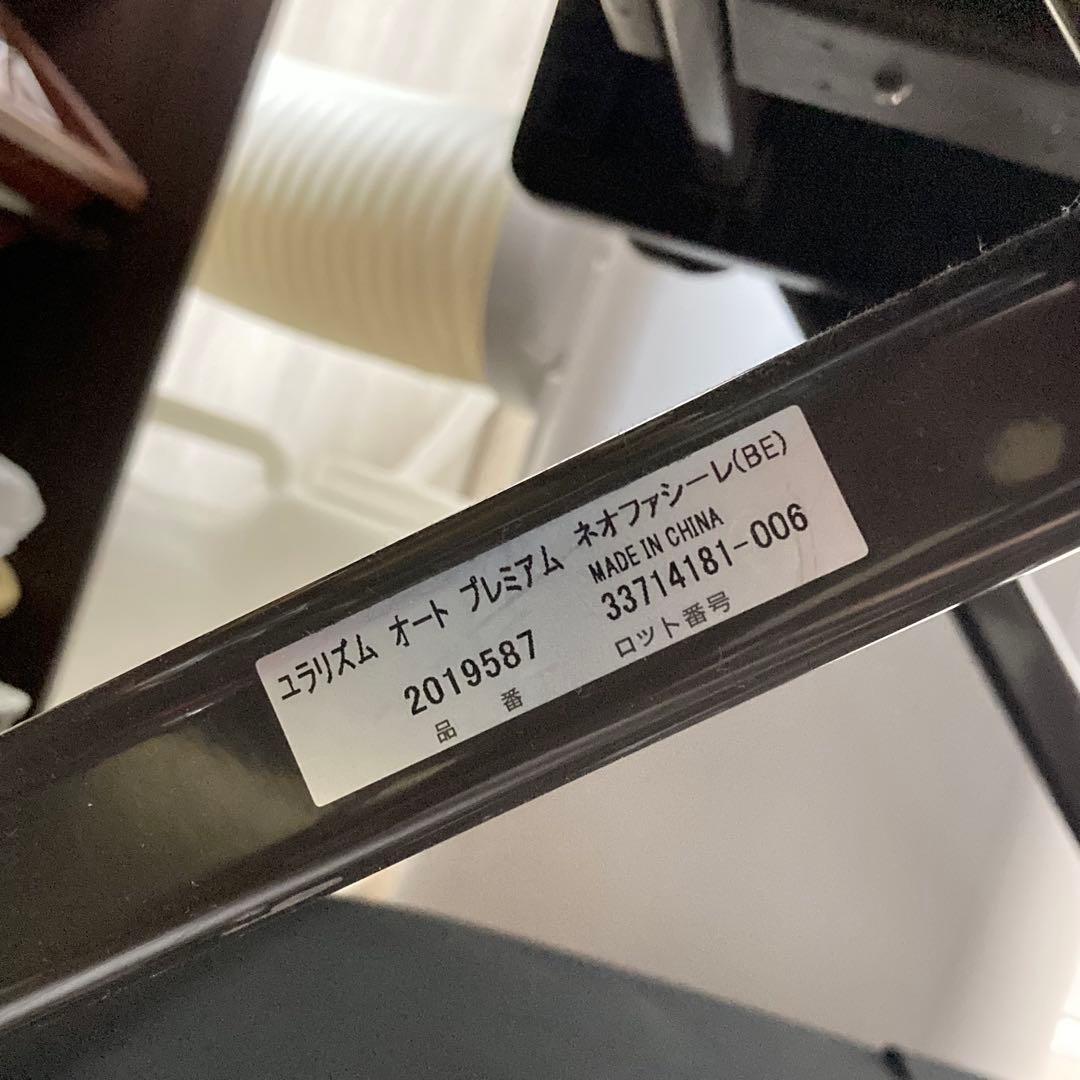 ユラリズム オート プレミアム ネオファシーレ(BE)
MADE IN CHINA
2019587 33714181-006
品 番 ロット番号